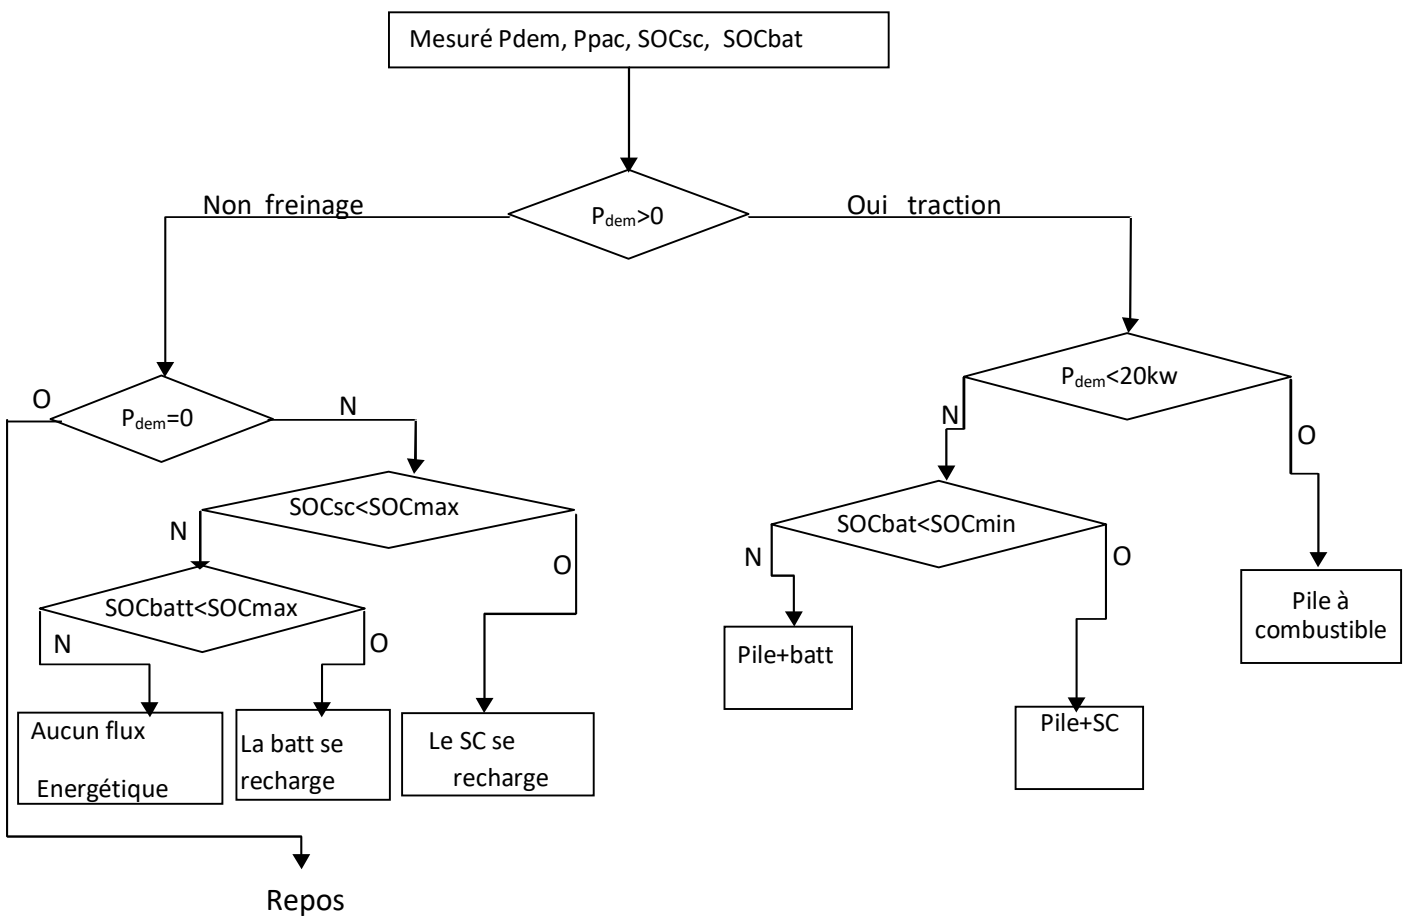 Mesuré Pdem, Ppac, SOCsc, SOCbat
Non freinage
Pdem>0
Oui traction
Pdem<20kw
O
Pdem=0
N
N
O
SOCsc<SOCmax
SOCbat<SOCmin
N
O
N
O
SOCbatt<SOCmax
N
O
Pile à
combustible
Pile+batt
Pile+SC
Aucun flux
Energétique
La batt se
recharge
Le SC se
recharge
Repos